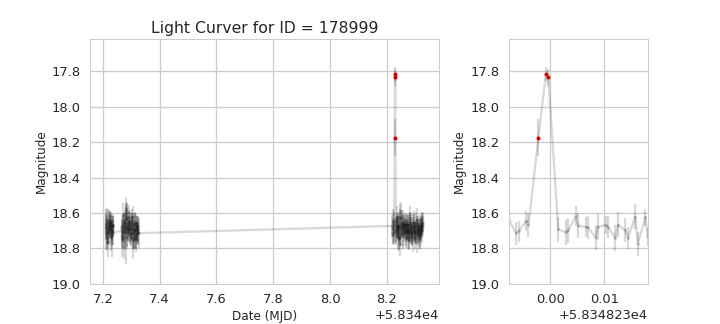 Light Curver for ID = 178999
Magnitude
17.8
18.0
18.2
18.4
18.6
18.8
19.0
7.2 7.4 7.6 7.8 8.0 8.2
Date (MJD)
+5.834e4
Magnitude
17.8
18.0
18.2
18.4
18.6
18.8
19.0
0.00 0.01
+5.834823e4